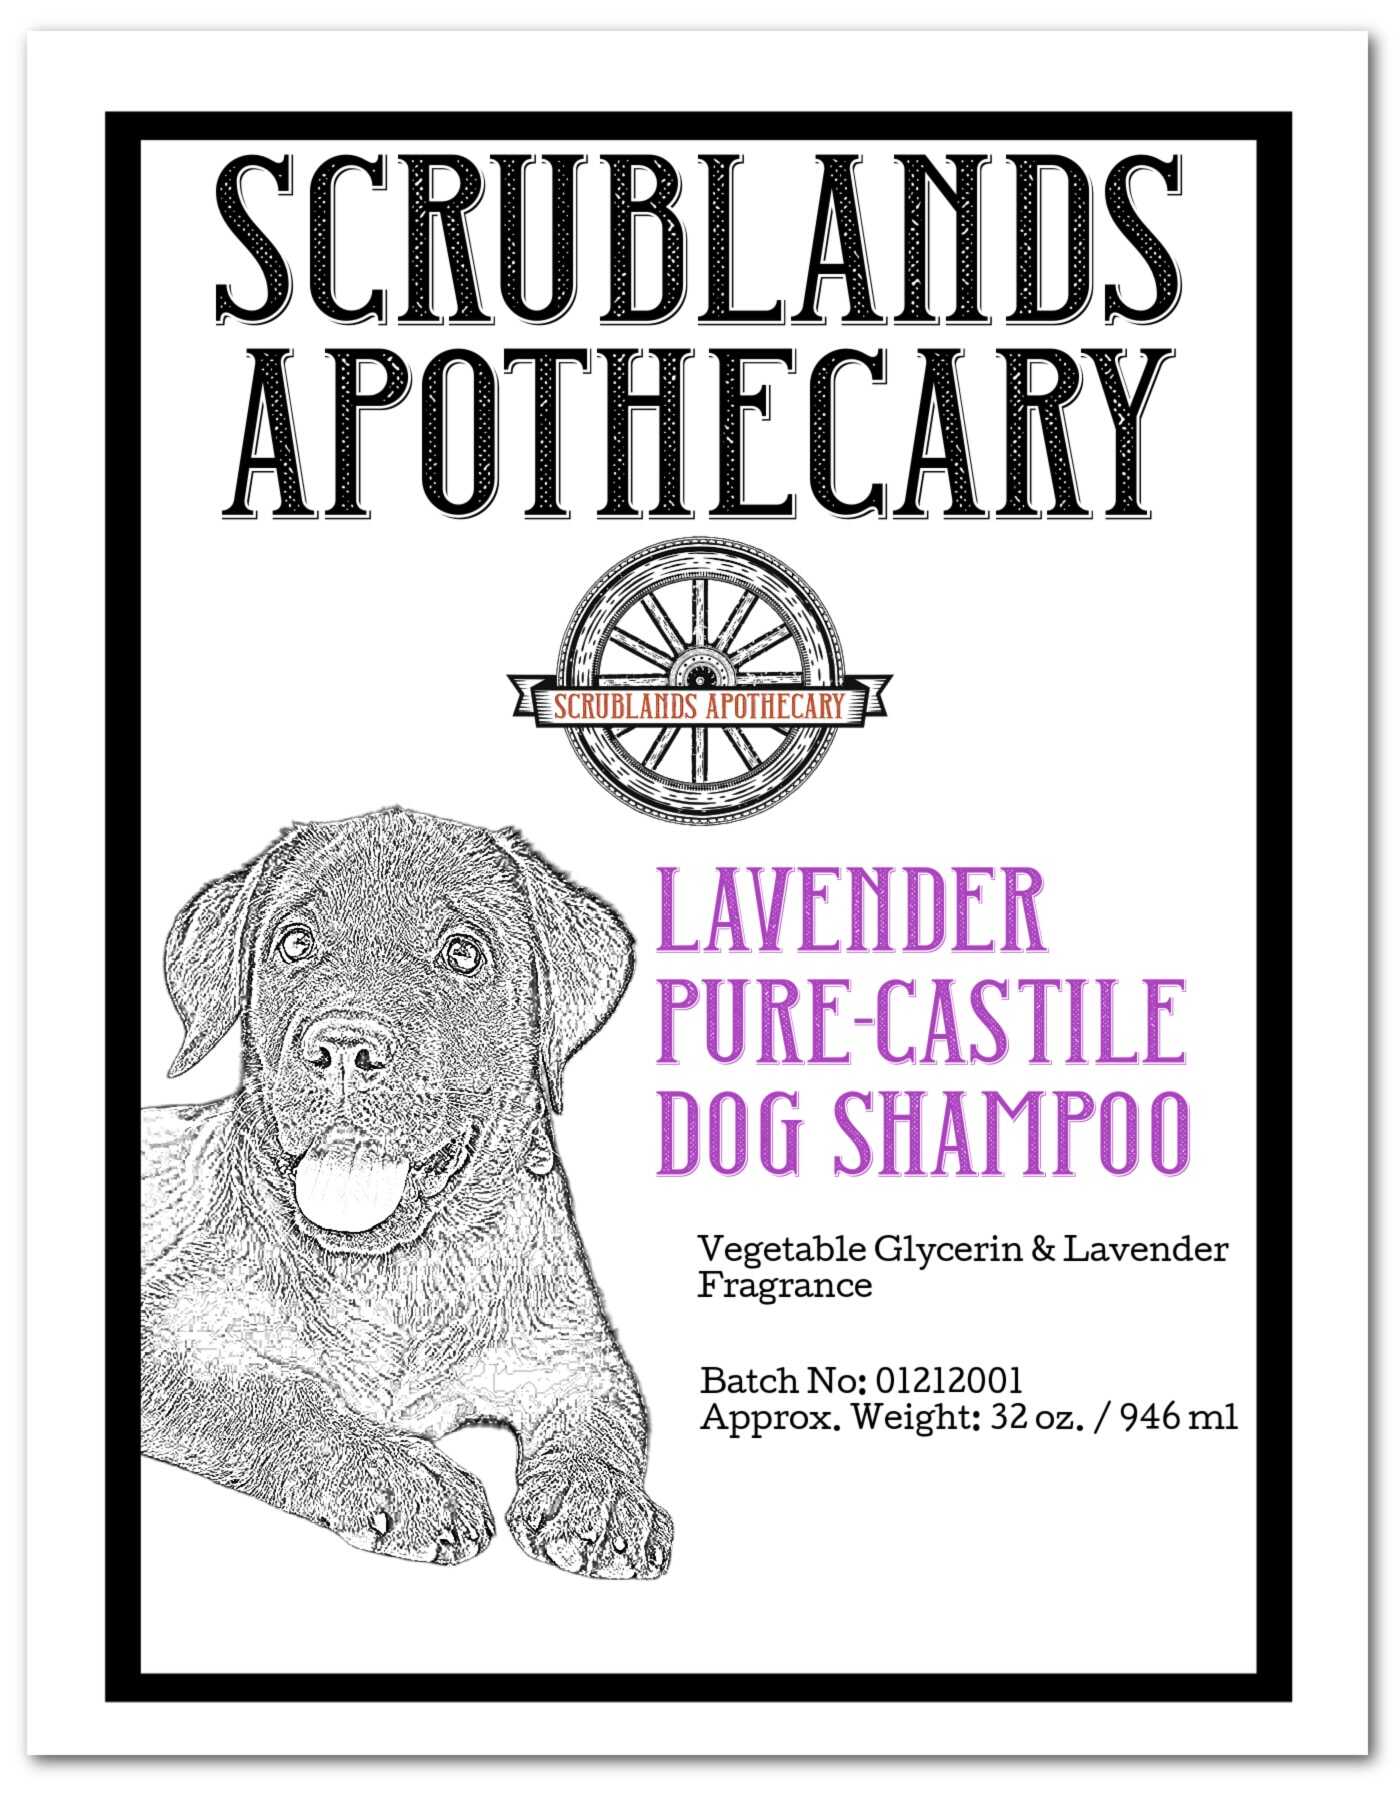 SCRUBLANDS
APOTHECARY
SCRUBLANDS APOTHECARY
LAVENDER
PURE-CASTILE
DOG SHAMPOO
Vegetable Glycerin & Lavender
Fragrance
Batch No: 01212001
Approx. Weight: 32 oz. / 946 ml